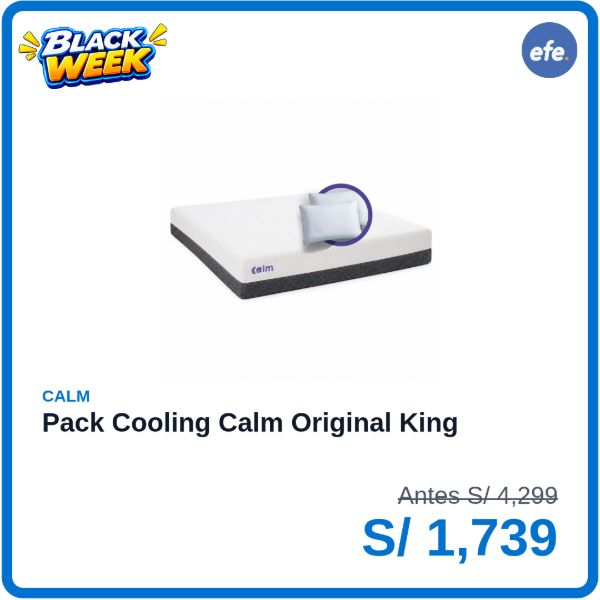 BLACK
WEEK
efe.
Calm
CALM
Pack Cooling Calm Original King
Antes S/ 4,299
S/ 1,739